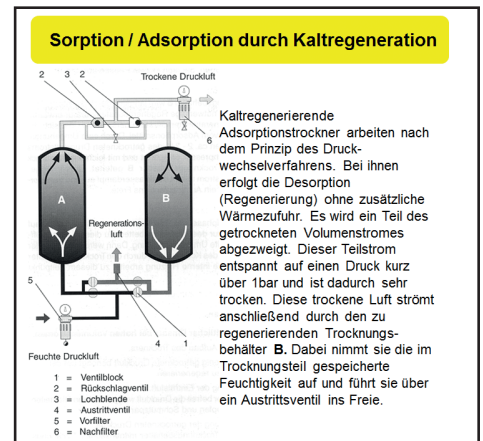 Sorption / Adsorption durch Kaltregeneration
2 3 2
Trockene Druckluft
6
A
B
Regenerations-
luft
5
4 1
Feuchte Druckluft
1 = Ventilblock
2 = Rückschlagventil
3 = Lochblende
4 = Austrittventil
5 = Vorfilter
6 = Nachfilter
Kaltregenerierende
Adsorptionstrockner arbeiten nach
dem Prinzip des Druck-
wechselverfahrens. Bei ihnen
erfolgt die Desorption
(Regenerierung) ohne zusätzliche
Wärmezufuhr. Es wird ein Teil des
getrockneten Volumenstromes
abgezweigt. Dieser Teilstrom
entspannt auf einen Druck kurz
über 1bar und ist dadurch sehr
trocken. Diese trockene Luft strömt
anschließend durch den zu
regenerierenden Trocknungs-
behälter B. Dabei nimmt sie die im
Trocknungsteil gespeicherte
Feuchtigkeit auf und führt sie über
ein Austrittsventil ins Freie.